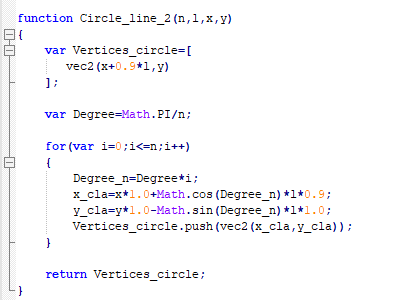 function Circle_line_2(n,l,x,y)
{
var Vertices_circle=[
vec2(x+0.9*l,y)
];
var Degree=Math.PI/n;
for(var i=0;i<=n;i++)
{
Degree_n=Degree*i;
x_cla=x*1.0+Math.cos(Degree_n)*l*0.9;
y_cla=y*1.0-Math.sin(Degree_n)*l*1.0;
Vertices_circle.push(vec2(x_cla,y_cla));
}
return Vertices_circle;
}